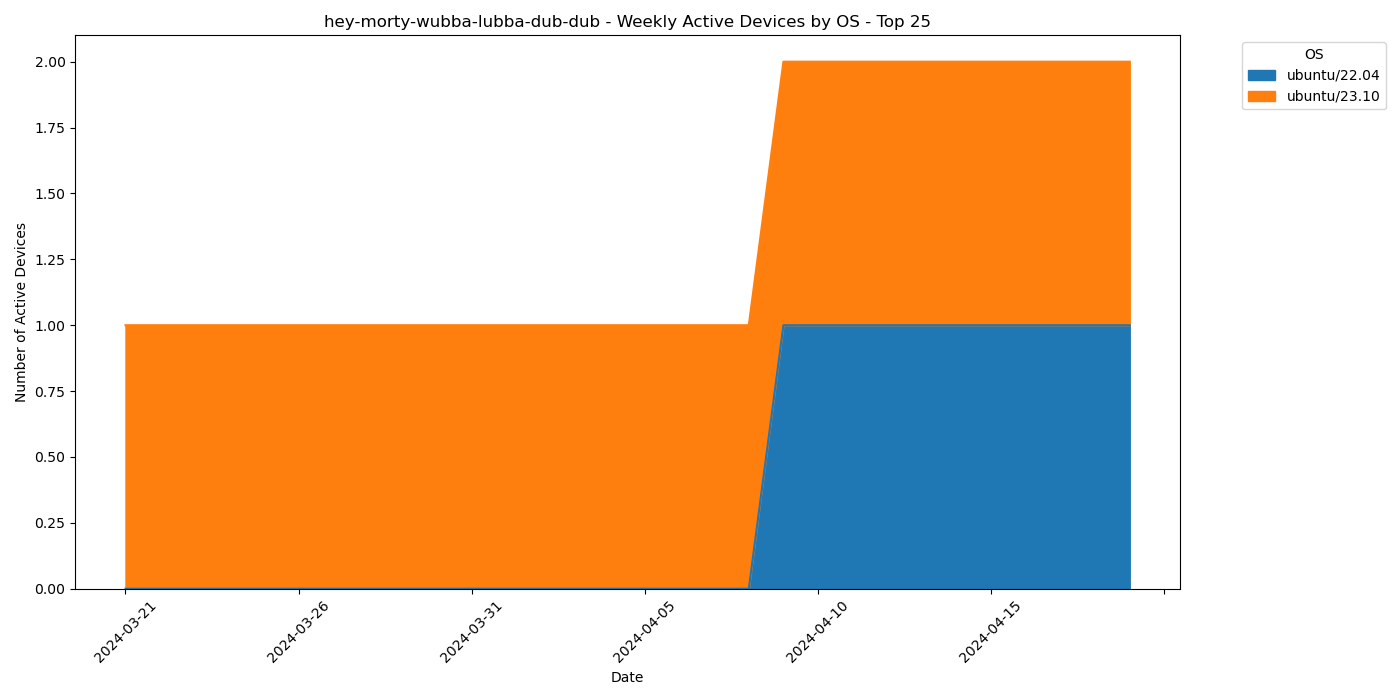 hey-morty-wubba-lubba-dub-dub - Weekly Active Devices by OS - Top 25
OS
ubuntu/22.04
ubuntu/23.10
Number of Active Devices
2.00
1.75
1.50
1.25
1.00
0.75
0.50
0.25
0.00
2024-03-21
2024-03-26
2024-03-31
2024-04-05
2024-04-10
2024-04-15
Date